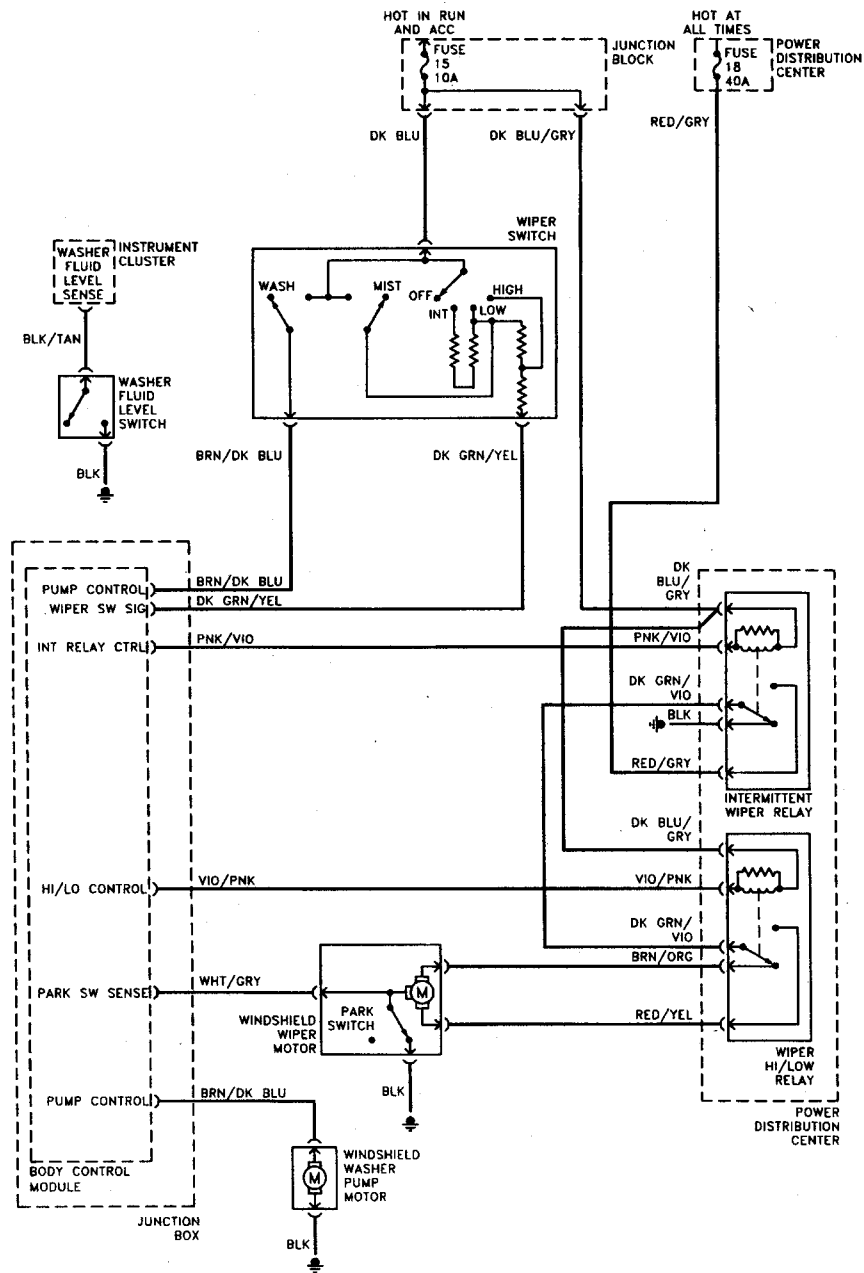 HOT IN RUN
AND ACC
HOT AT
ALL TIMES
FUSE
15
10A
JUNCTION
BLOCK
FUSE
18
40A
POWER
DISTRIBUTION
CENTER
DK BLU
DK BLU/GRY
RED/GRY
WIPER
SWITCH
WASHER
FLUID
LEVEL
SENSE
INSTRUMENT
CLUSTER
WASH
MIST
OFF
HIGH
INT
LOW
BLK/TAN
WASHER
FLUID
LEVEL
SWITCH
BLK
BRN/DK BLU
DK GRN/YEL
PUMP CONTROL
BRN/DK BLU
WIPER SW SIG
DK GRN/YEL
INT RELAY CTRL
PNK/VIO
DK
BLU/
GRY
PNK/VIO
DK GRN/
VIO
BLK
RED/GRY
INTERMITTENT
WIPER RELAY
DK BLU/
GRY
HI/LO CONTROL
VIO/PNK
VIO/PNK
DK GRN/
VIO
BRN/ORG
PARK SW SENSE
WHT/GRY
M
PARK
SWITCH
WINDSHIELD
WIPER
MOTOR
RED/YEL
WIPER
HI/LOW
RELAY
BLK
PUMP CONTROL
BRN/DK BLU
POWER
DISTRIBUTION
CENTER
BODY CONTROL
MODULE
M
WINDSHIELD
WASHER
PUMP
MOTOR
JUNCTION
BOX
BLK